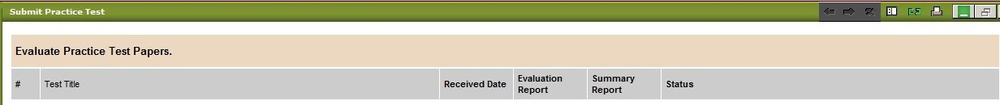 Submit Practice Test
Evaluate Practice Test Papers.
# Test Title Received Date Evaluation Report Summary Report Status